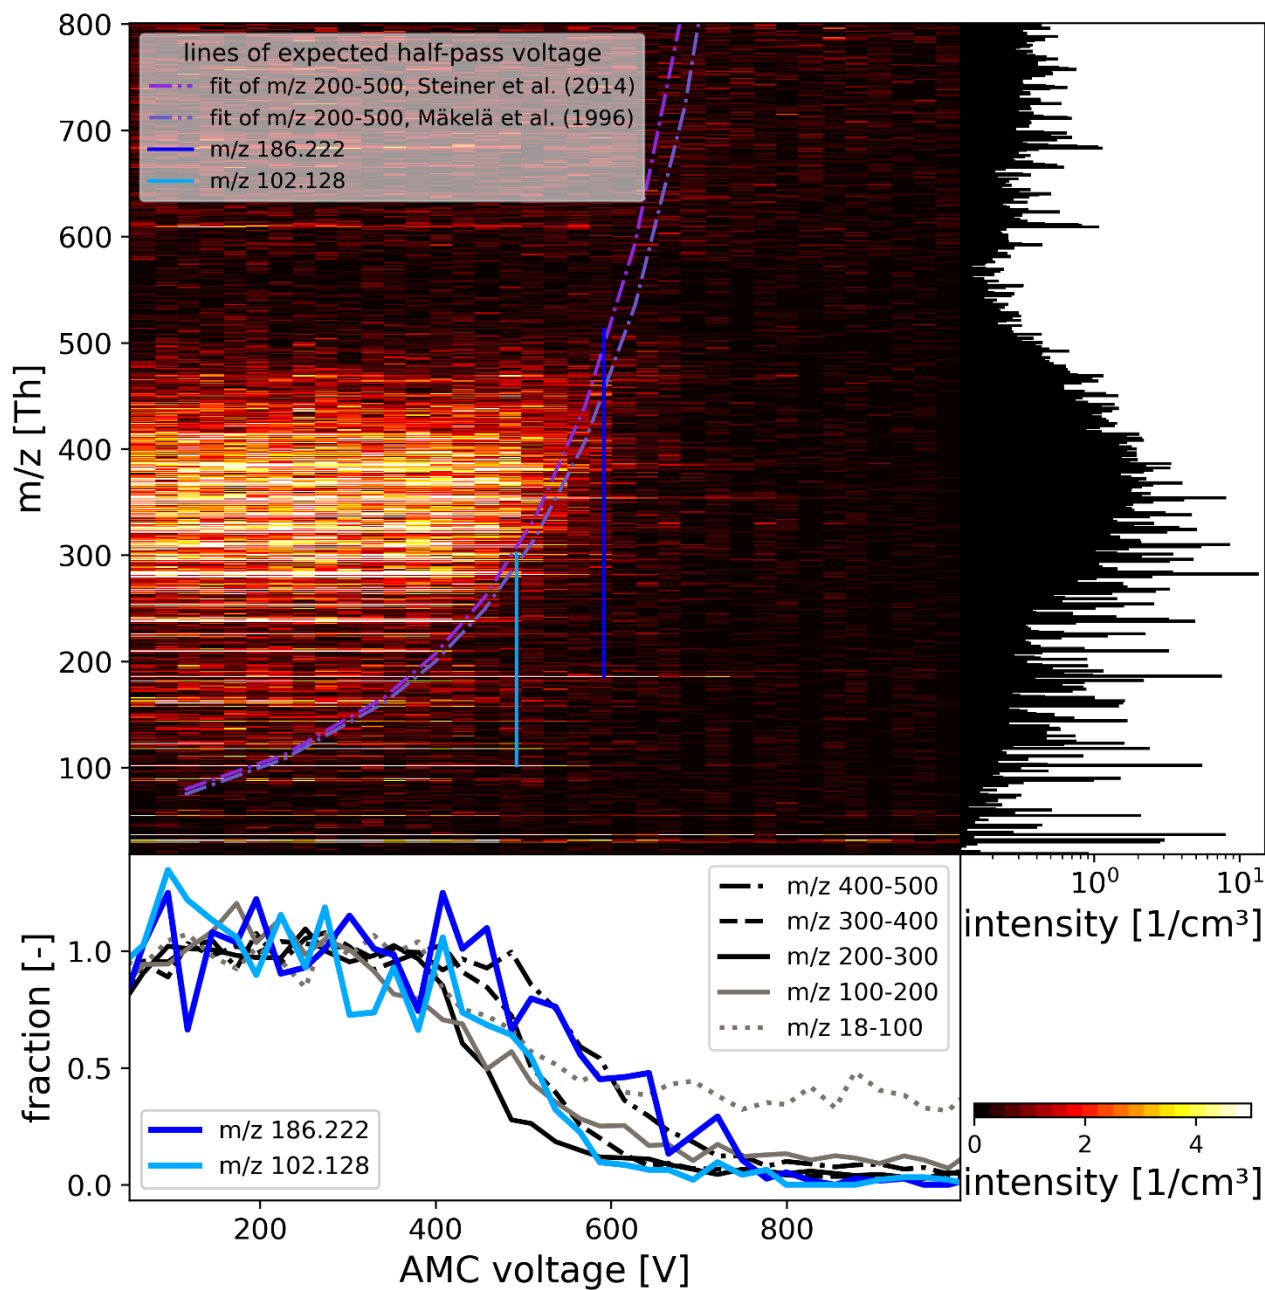 800
700
600
500
400
300
200
100
m/z [Th]
lines of expected half-pass voltage
fit of m/z 200-500, Steiner et al. (2014)
fit of m/z 200-500, Mäkelä et al. (1996)
m/z 186.222
m/z 102.128
10⁰
10¹
intensity [1/cm³]
1.0
0.5
0.0
fraction [-]
m/z 400-500
m/z 300-400
m/z 200-300
m/z 100-200
m/z 18-100
m/z 186.222
m/z 102.128
200
400
600
800
AMC voltage [V]
0
2
4
intensity [1/cm³]